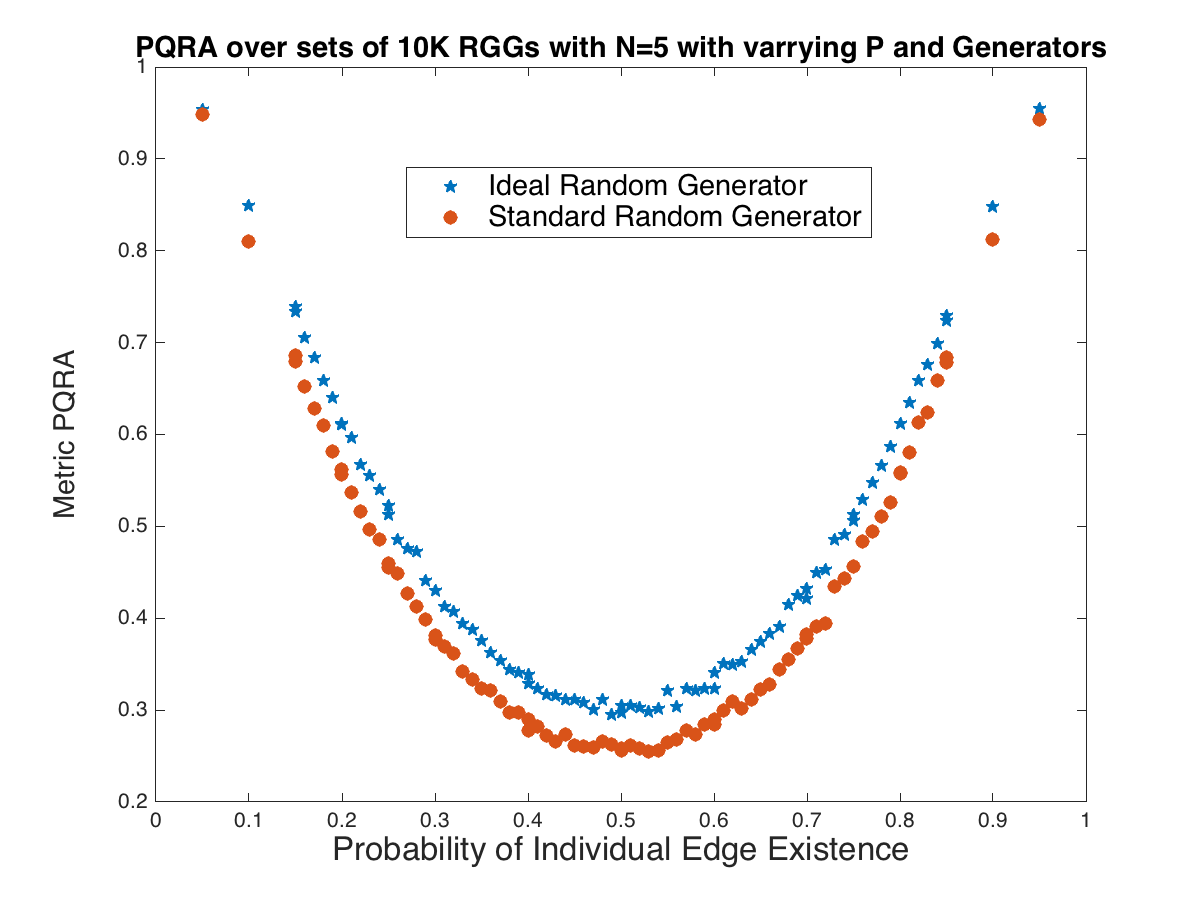 PQRA over sets of 10K RGGs with N=5 with varrying P and Generators
1
0.9
0.8
0.7
0.6
0.5
0.4
0.3
0.2
Metric PQRA
Ideal Random Generator
Standard Random Generator
0 0.1 0.2 0.3 0.4 0.5 0.6 0.7 0.8 0.9 1
Probability of Individual Edge Existence